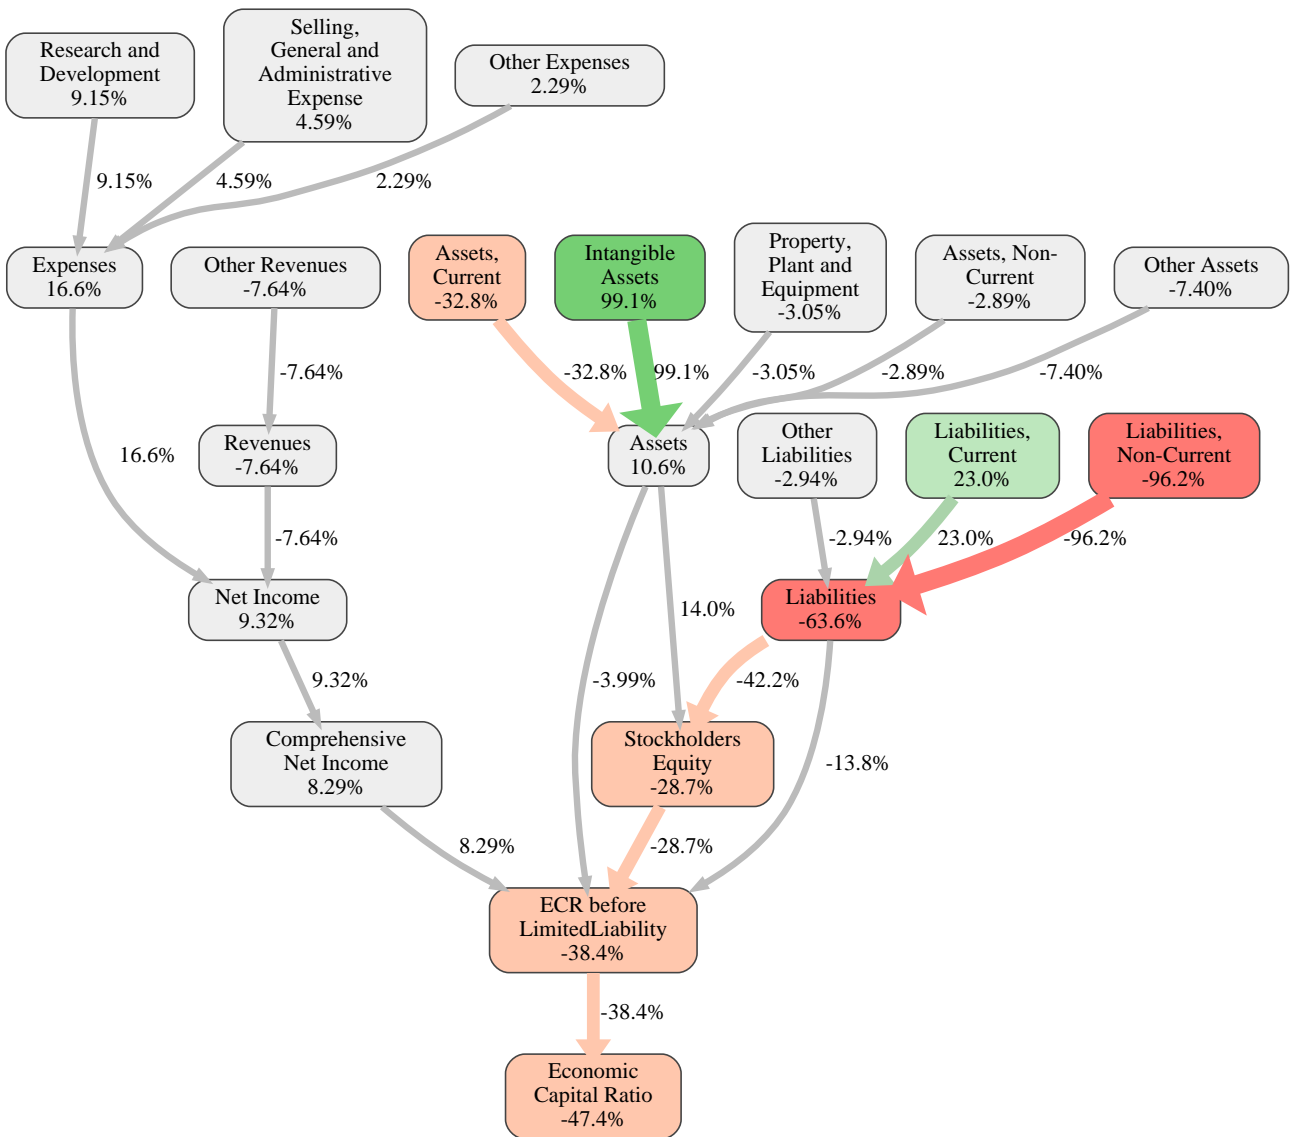 Research and
Development
9.15%
Selling,
General and
Administrative
Expense
4.59%
Other Expenses
2.29%
9.15%
4.59%
2.29%
Expenses
16.6%
Other Revenues
-7.64%
Assets,
Current
-32.8%
Intangible
Assets
99.1%
Property,
Plant and
Equipment
-3.05%
Assets, Non-
Current
-2.89%
Other Assets
-7.40%
-7.64%
-32.8%
99.1%
-3.05%
-2.89%
-7.40%
16.6%
Revenues
-7.64%
Assets
10.6%
Other
Liabilities
-2.94%
Liabilities,
Current
23.0%
Liabilities,
Non-Current
-96.2%
-7.64%
-2.94%
23.0%
-96.2%
Net Income
9.32%
14.0%
Liabilities
-63.6%
9.32%
-3.99%
-42.2%
Comprehensive
Net Income
8.29%
Stockholders
Equity
-28.7%
-13.8%
8.29%
-28.7%
ECR before
LimitedLiability
-38.4%
-38.4%
Economic
Capital Ratio
-47.4%